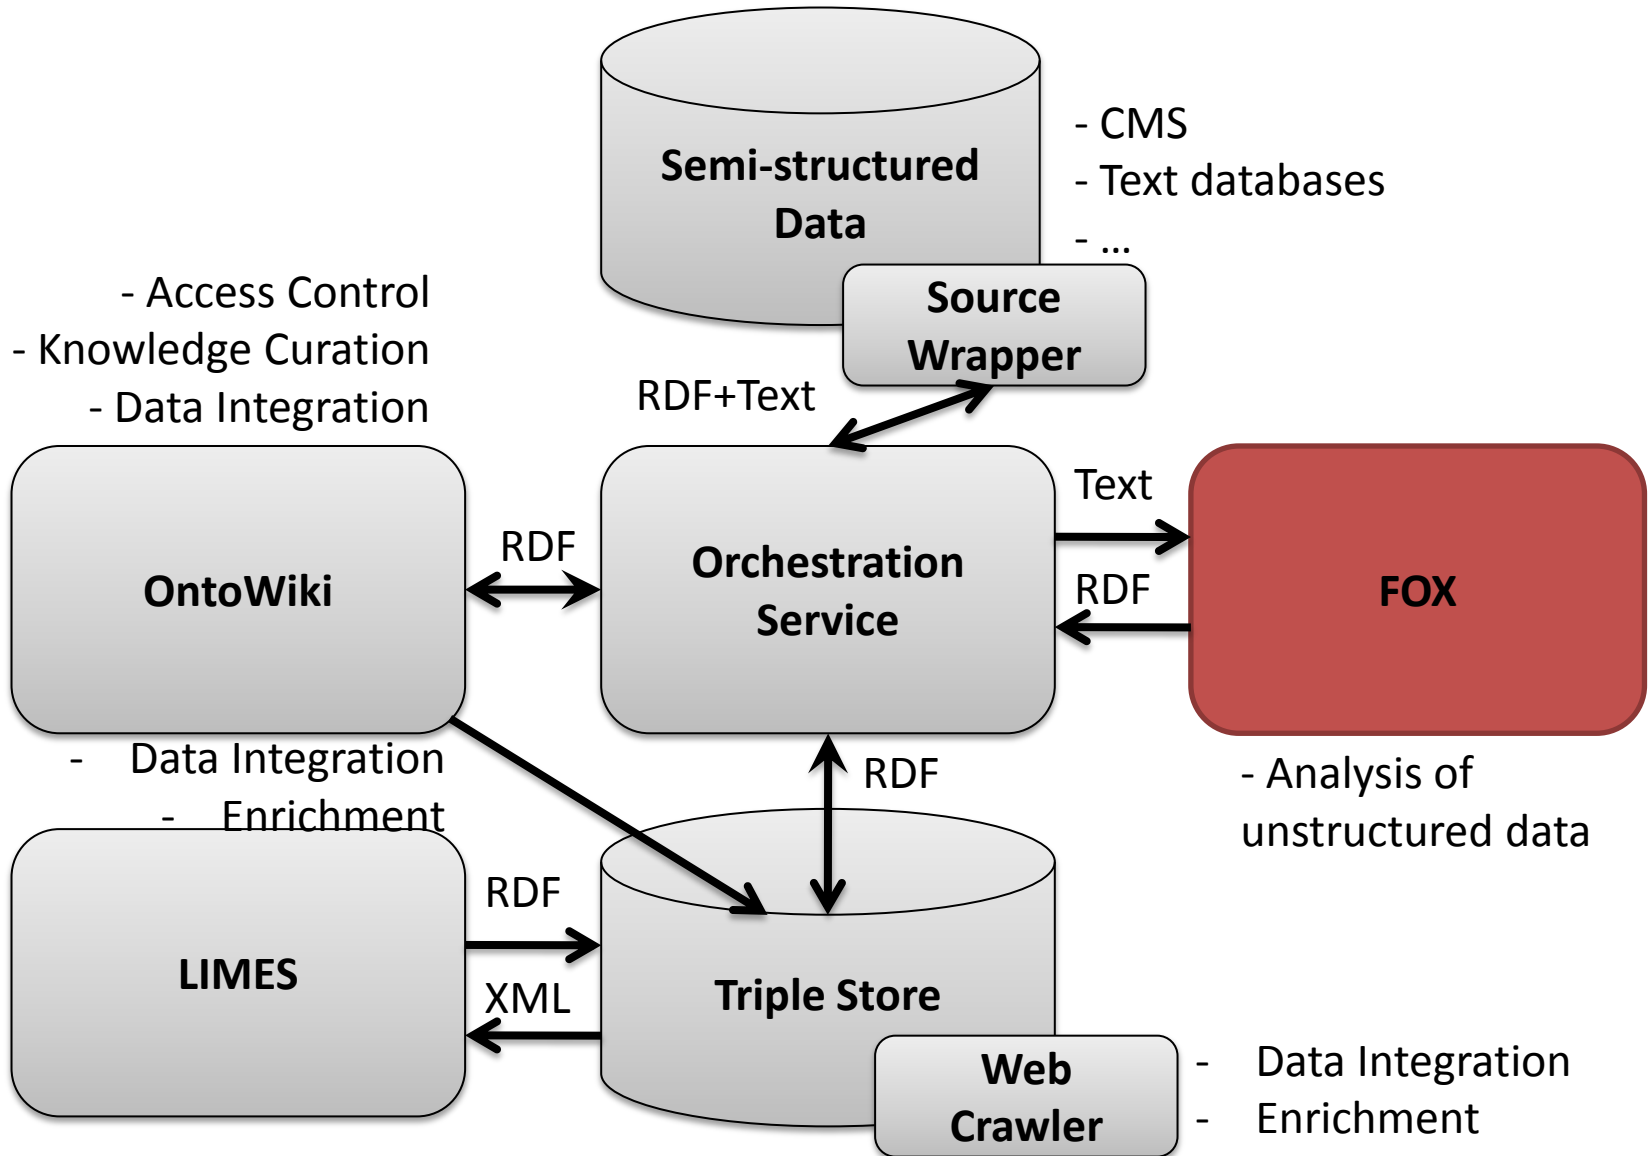 Semi-structured
Data
- CMS
- Text databases
- ...
Source
Wrapper
- Access Control
- Knowledge Curation
- Data Integration
RDF+Text
OntoWiki
RDF
Orchestration
Service
Text
RDF
FOX
- Data Integration
- Enrichment
RDF
- Analysis of
unstructured data
LIMES
RDF
XML
Triple Store
Web
Crawler
- Data Integration
- Enrichment